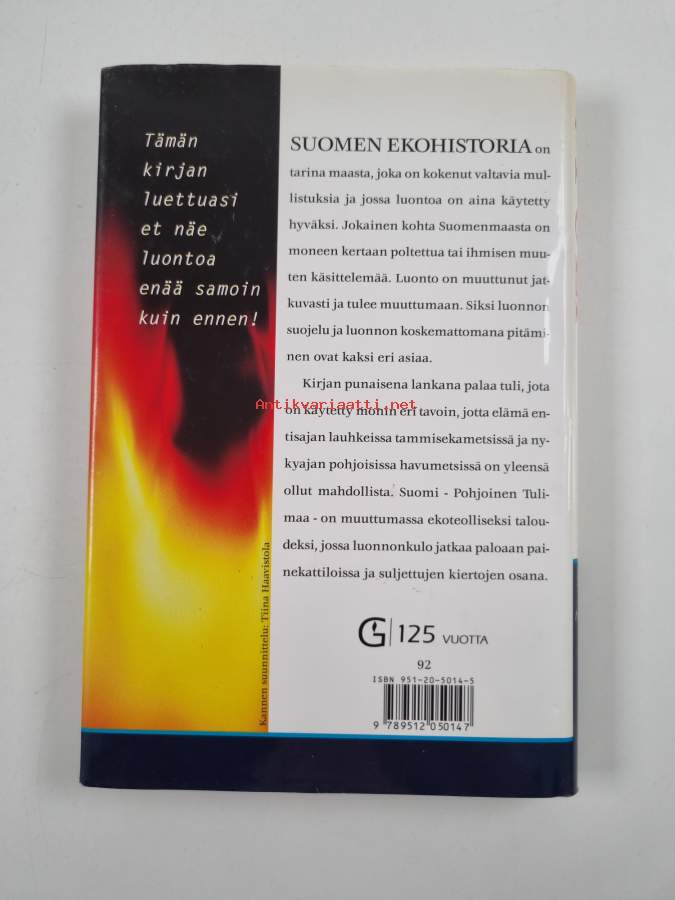 Tämän
kirjan
luettuasi
et näe
luontoa
enää samoin
kuin ennen!
SUOMEN EKOHISTORIA on
tarina maasta, joka on kokenut valtavia mul-
listuksia ja jossa luontoa on aina käytetty
hyväksi. Jokainen kohta Suomenmaasta on
moneen kertaan poltettua tai ihmisen muu-
ten käsittelemää. Luonto on muuttunut jat-
kuvasti ja tulee muuttumaan. Siksi luonnon
suojelu ja luonnon koskemattomana pitämi-
nen ovat kaksi eri asiaa.
Kirjan punaisena lankana palaa tuli, jota
on käytetty monin eri tavoin, jotta elämä en-
tisajan lauhkeissa tammisekametsissä ja ny-
kyajan pohjoisissa havumetsissä on yleensä
ollut mahdollista. Suomi - Pohjoinen Tuli-
maa - on muuttumassa ekoteolliseksi talou-
deksi, jossa luonnonkulo jatkaa paloaan pai-
nekattiloissa ja suljettujen kiertojen osana.
Antikvariaatti.net
Kannen suunnittelu: Tiina Haavistola
G 125 VUOTTA
92
ISBN 951-20-5014-5
9 789512 050147